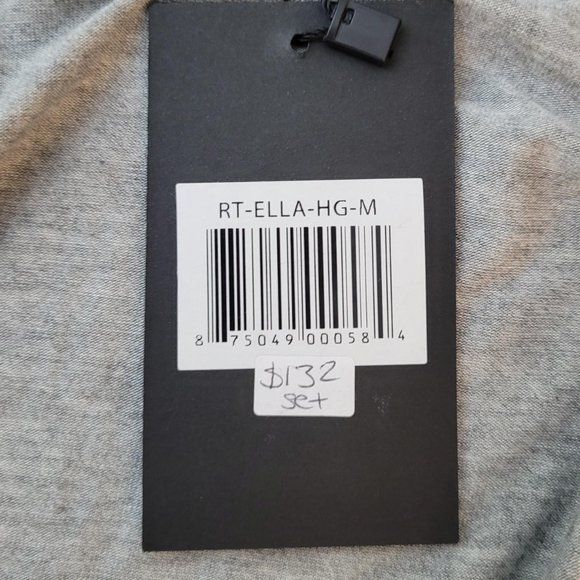 RT-ELLA-HG-M
8 75049 00058 4
$132
set